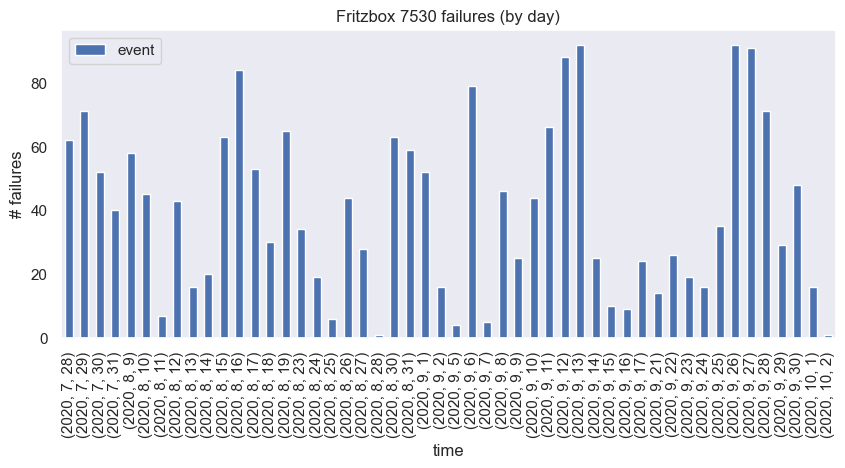 Fritzbox 7530 failures (by day)
event
# failures
80
60
40
20
0
(2020, 7, 28)
(2020, 7, 29)
(2020, 7, 30)
(2020, 7, 31)
(2020, 8, 9)
(2020, 8, 10)
(2020, 8, 11)
(2020, 8, 12)
(2020, 8, 13)
(2020, 8, 14)
(2020, 8, 15)
(2020, 8, 16)
(2020, 8, 17)
(2020, 8, 18)
(2020, 8, 19)
(2020, 8, 23)
(2020, 8, 24)
(2020, 8, 25)
(2020, 8, 26)
(2020, 8, 27)
(2020, 8, 28)
(2020, 8, 30)
(2020, 8, 31)
(2020, 9, 1)
(2020, 9, 2)
(2020, 9, 5)
(2020, 9, 6)
(2020, 9, 7)
(2020, 9, 8)
(2020, 9, 9)
(2020, 9, 10)
(2020, 9, 11)
(2020, 9, 12)
(2020, 9, 13)
(2020, 9, 14)
(2020, 9, 15)
(2020, 9, 16)
(2020, 9, 17)
(2020, 9, 21)
(2020, 9, 22)
(2020, 9, 23)
(2020, 9, 24)
(2020, 9, 25)
(2020, 9, 26)
(2020, 9, 27)
(2020, 9, 28)
(2020, 9, 29)
(2020, 9, 30)
(2020, 10, 1)
(2020, 10, 2)
time